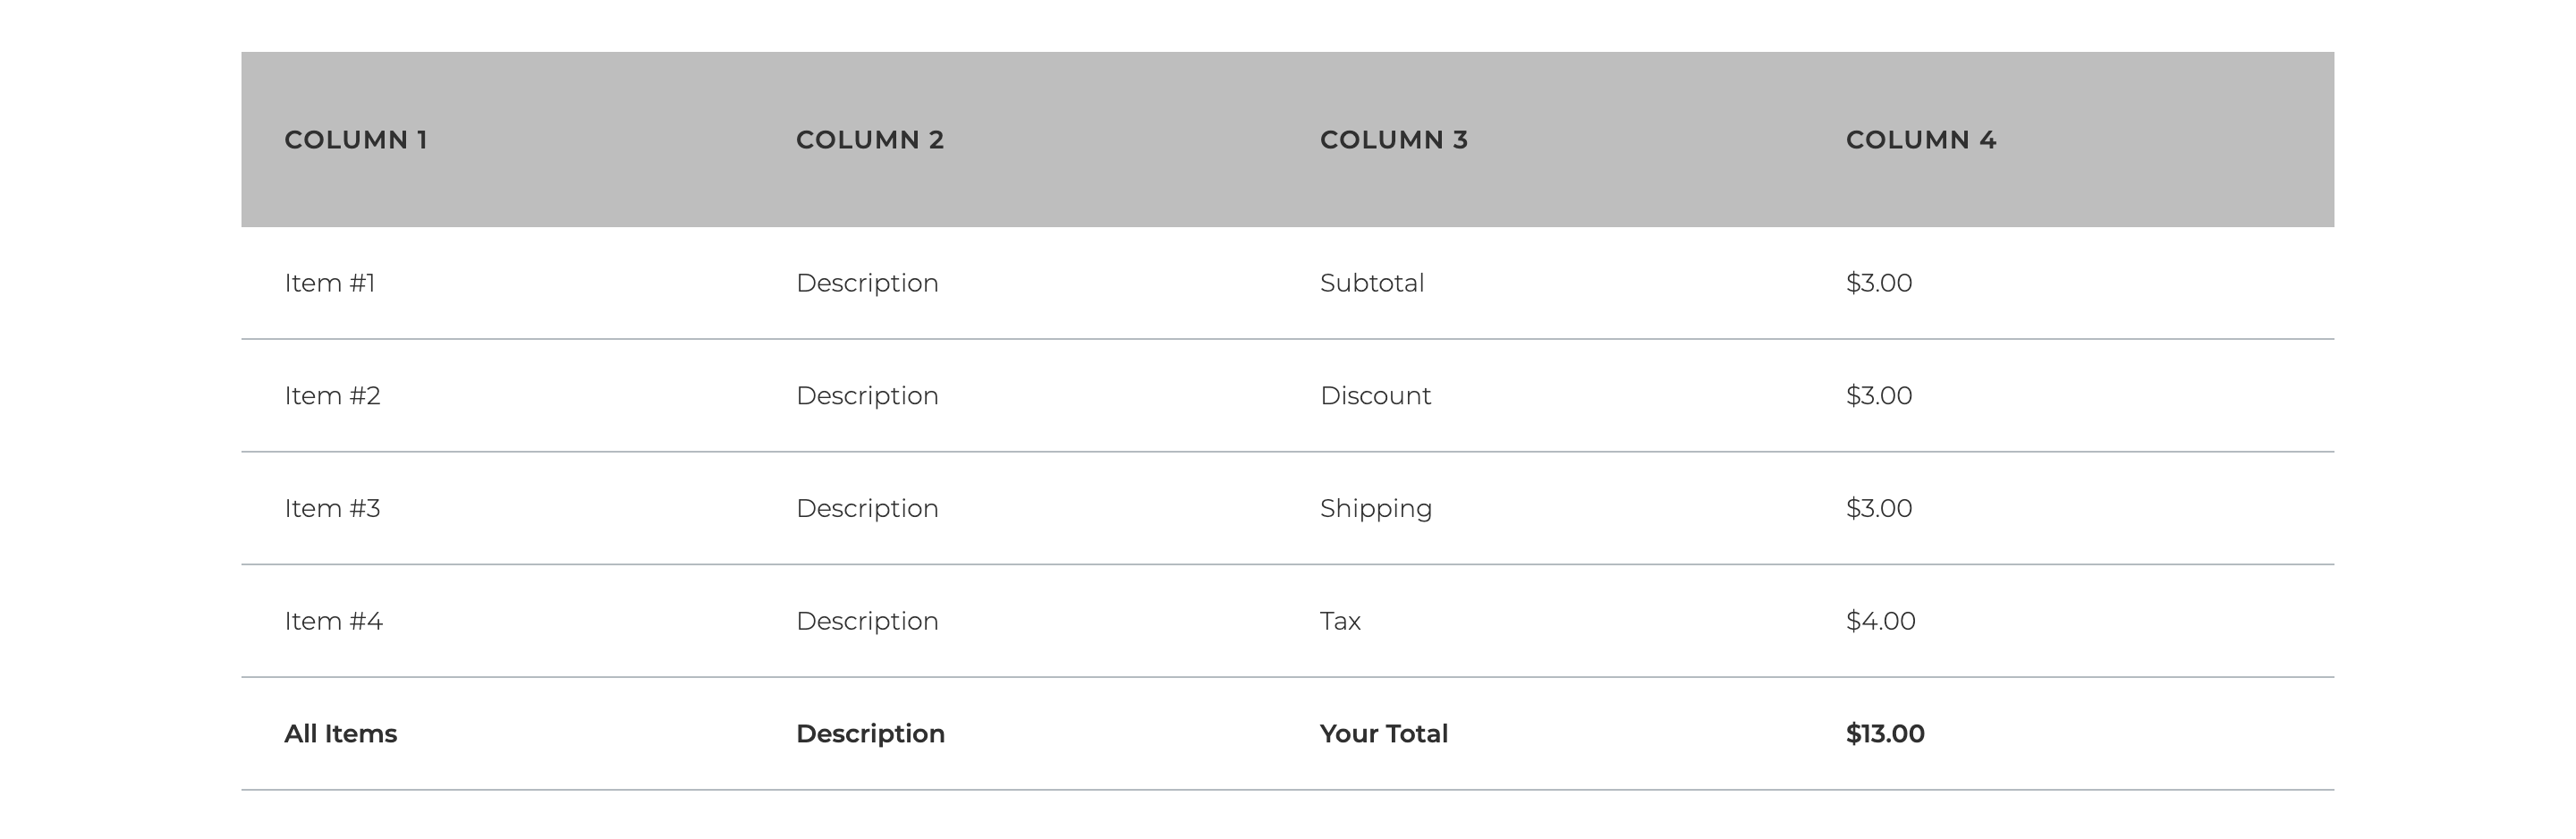 COLUMN 1 COLUMN 2 COLUMN 3 COLUMN 4
Item #1 Description Subtotal $3.00
Item #2 Description Discount $3.00
Item #3 Description Shipping $3.00
Item #4 Description Tax $4.00
All Items Description Your Total $13.00